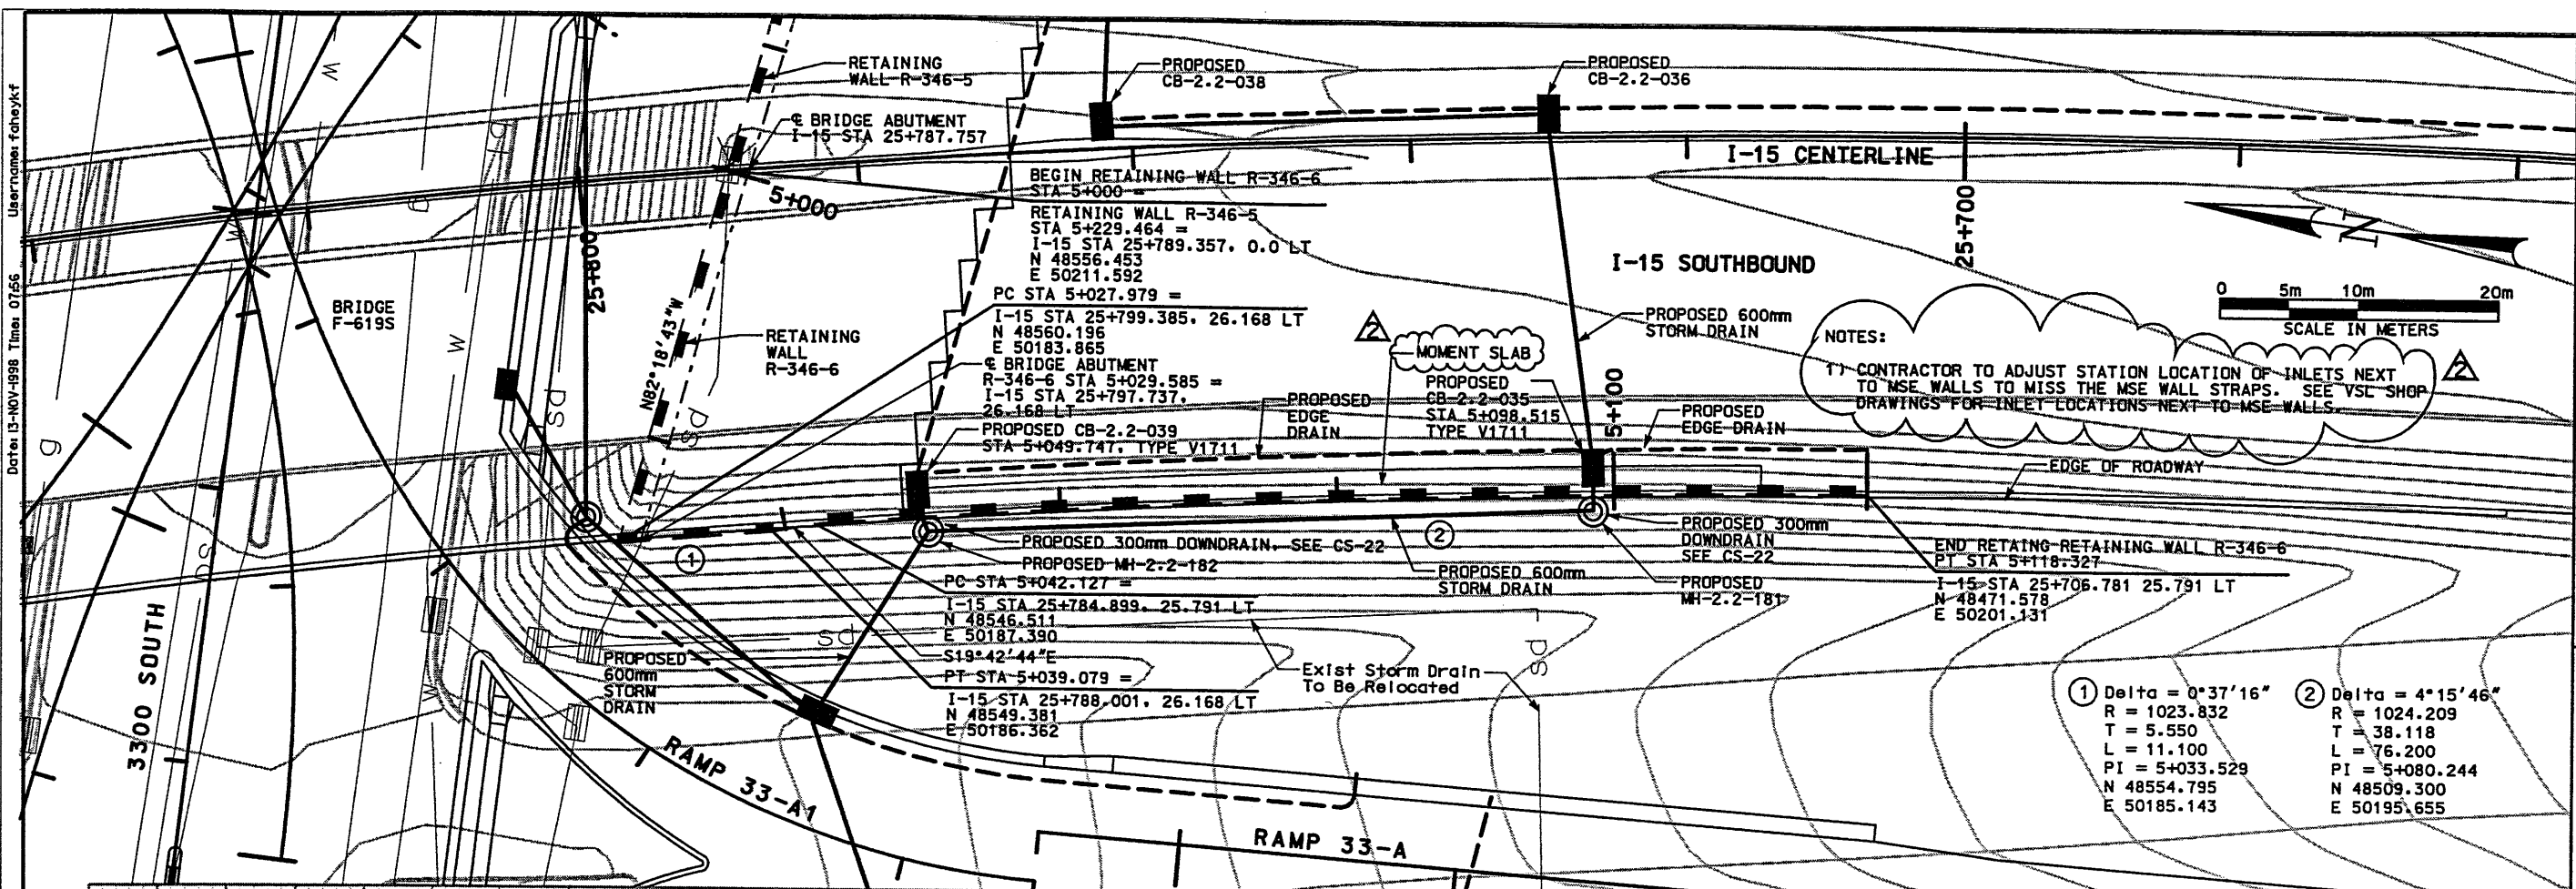 Date: 13-NOV-1998 Time: 07:56 Username: faheykf
RETAINING
WALL R-346-5
PROPOSED
CB-2.2-038
PROPOSED
CB-2.2-036
℄ BRIDGE ABUTMENT
I-15 STA 25+787.757
I-15 CENTERLINE
5+000
BEGIN RETAINING WALL R-346-6
STA 5+000 =
RETAINING WALL R-346-5
STA 5+229.464 =
I-15 STA 25+789.357, 0.0 LT
N 48556.453
E 50211.592
25+800
25+700
N
I-15 SOUTHBOUND
0 5m 10m 20m
SCALE IN METERS
BRIDGE
F-619S
N82°18'43"W
RETAINING
WALL
R-346-6
PC STA 5+027.979 =
I-15 STA 25+799.385, 26.168 LT
N 48560.196
E 50183.865
℄ BRIDGE ABUTMENT
R-346-6 STA 5+029.585 =
I-15 STA 25+797.737,
26.168 LT
PROPOSED CB-2.2-039
STA 5+049.747, TYPE V1711
PROPOSED 600mm
STORM DRAIN
2
MOMENT SLAB
PROPOSED
CB-2.2-035
STA 5+098.515
TYPE V1711
PROPOSED
EDGE
DRAIN
5+100
PROPOSED
EDGE DRAIN
NOTES:
1) CONTRACTOR TO ADJUST STATION LOCATION OF INLETS NEXT
TO MSE WALLS TO MISS THE MSE WALL STRAPS. SEE VSL SHOP
DRAWINGS FOR INLET LOCATIONS NEXT TO MSE WALLS.
2
EDGE OF ROADWAY
1
2
PROPOSED 300mm DOWNDRAIN, SEE CS-22
PROPOSED MH-2.2-182
PC STA 5+042.127 =
I-15 STA 25+784.899, 25.791 LT
N 48546.511
E 50187.390
S19°42'44"E
PT STA 5+039.079 =
I-15 STA 25+788.001, 26.168 LT
N 48549.381
E 50186.362
PROPOSED 600mm
STORM DRAIN
PROPOSED 300mm
DOWNDRAIN
SEE CS-22
PROPOSED
MH-2.2-181
END RETAING RETAINING WALL R-346-6
PT STA 5+118.327
I-15 STA 25+706.781 25.791 LT
N 48471.578
E 50201.131
PROPOSED
600mm
STORM
DRAIN
Exist Storm Drain
To Be Relocated
3300 SOUTH
RAMP 33-A1
RAMP 33-A
1 Delta = 0°37'16"
R = 1023.832
T = 5.550
L = 11.100
PI = 5+033.529
N 48554.795
E 50185.143
2 Delta = 4°15'46"
R = 1024.209
T = 38.118
L = 76.200
PI = 5+080.244
N 48509.300
E 50195.655